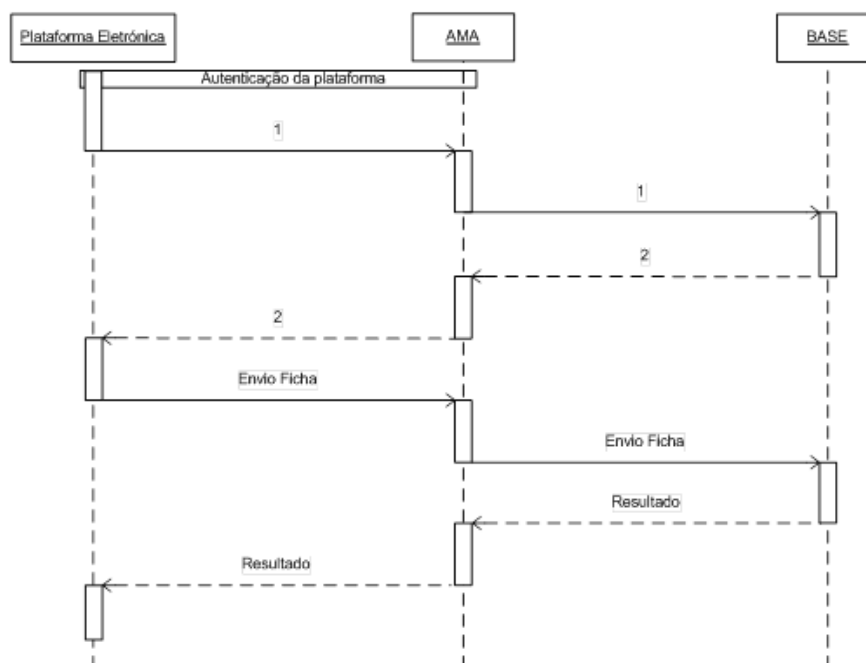 Plataforma Eletrónica
AMA
BASE
Autenticação da plataforma
1
1
2
2
Envio Ficha
Envio Ficha
Resultado
Resultado